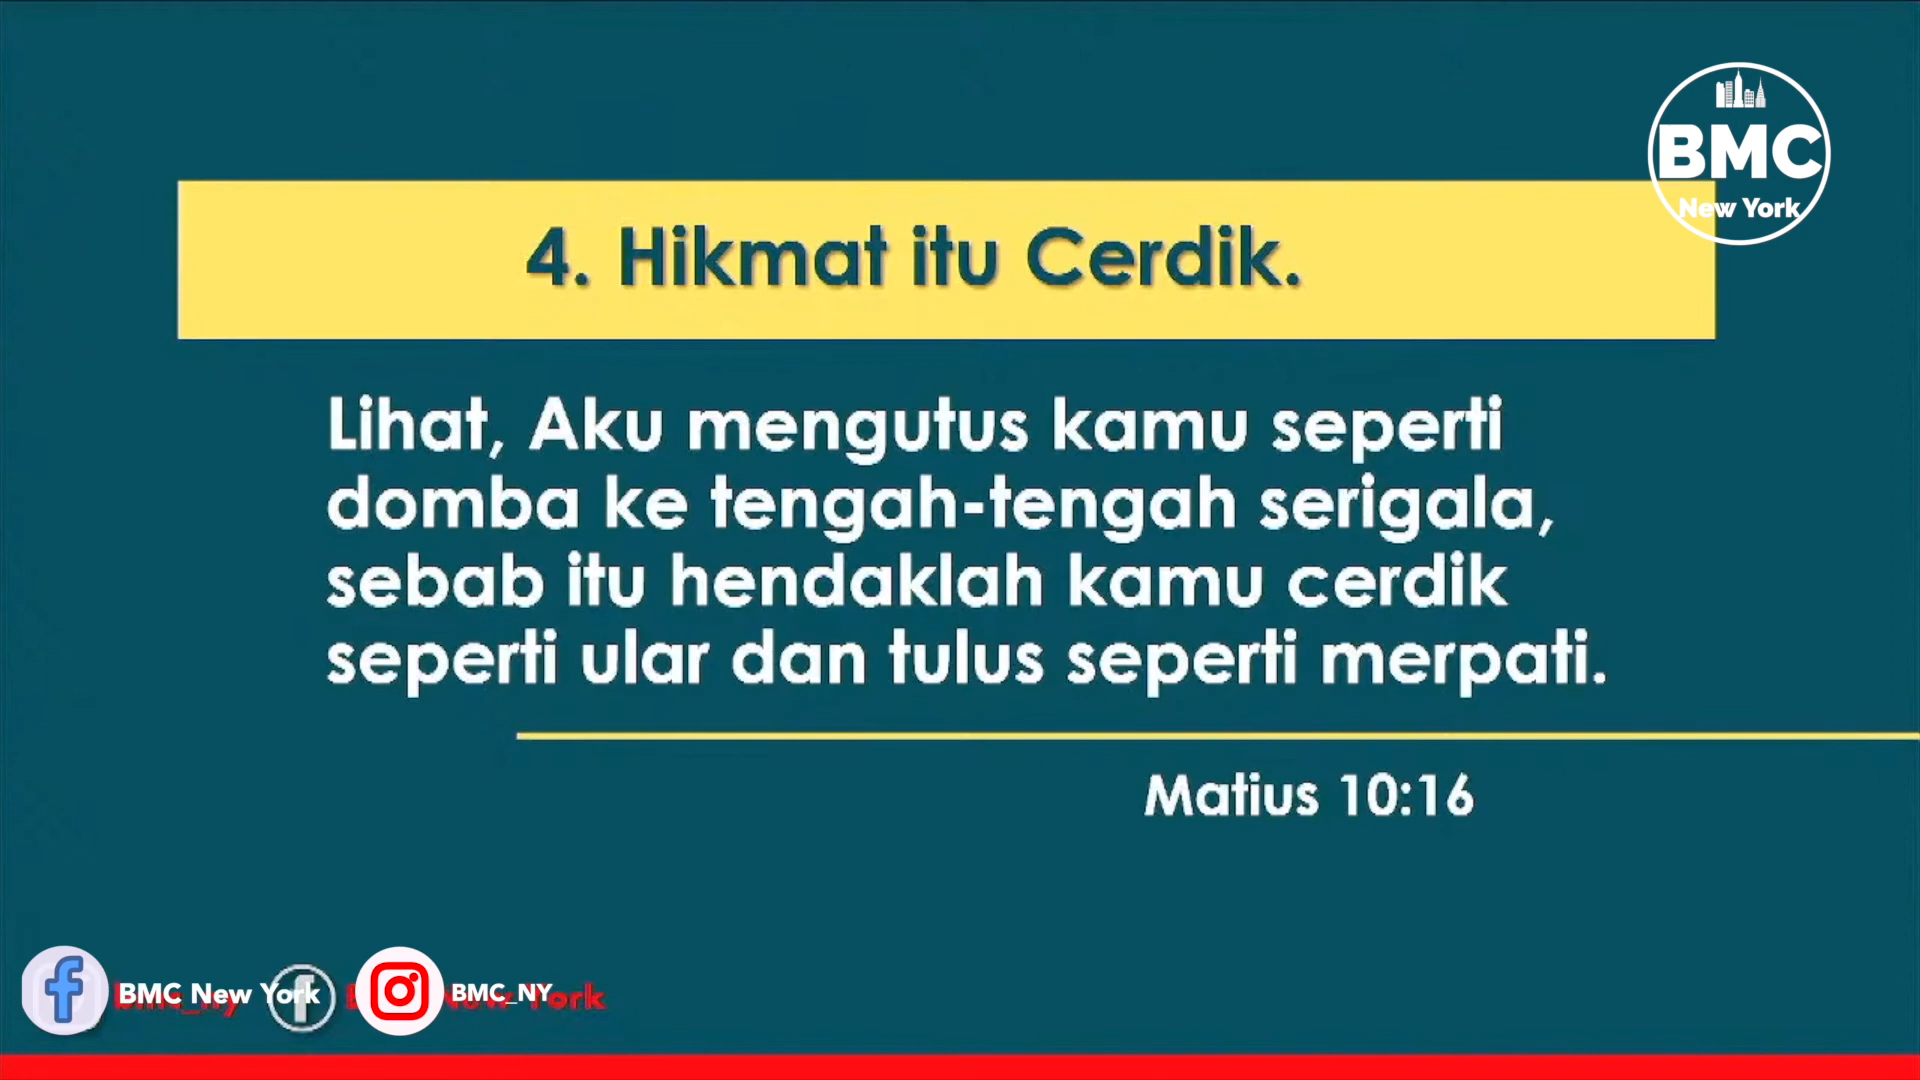 BMC
New York
4. Hikmat itu Cerdik.
Lihat, Aku mengutus kamu seperti
domba ke tengah-tengah serigala,
sebab itu hendaklah kamu cerdik
seperti ular dan tulus seperti merpati.
Matius 10:16
BMC New York
BMC_NY